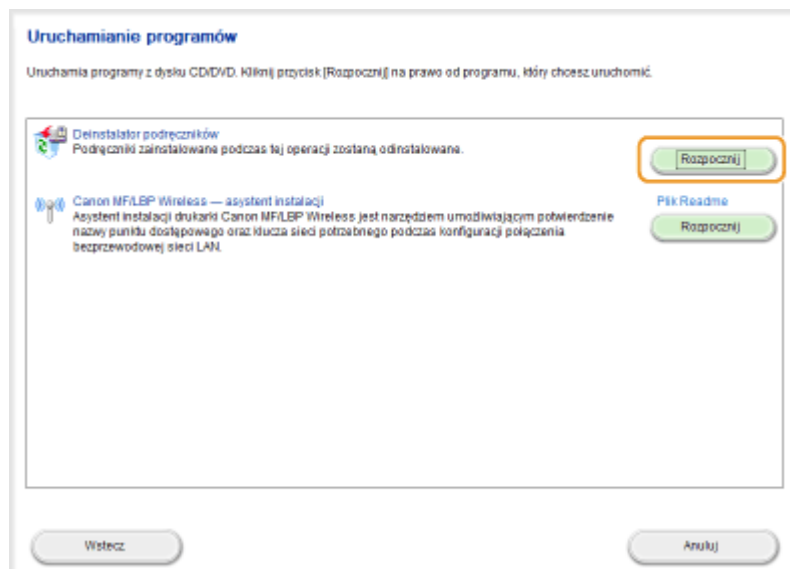 Uruchamianie programów
Uruchamia programy z dysku CD/DVD. Kliknij przycisk [Rozpocznij] na prawo od programu, który chcesz uruchomić.
Deinstalator podręczników
Podręczniki zainstalowane podczas tej operacji zostaną odinstalowane.
Rozpocznij
Canon MF/LBP Wireless — asystent instalacji
Plik Readme
Asystent instalacji drukarki Canon MF/LBP Wireless jest narzędziem umożliwiającym potwierdzenie
nazwy punktu dostępowego oraz klucza sieci potrzebnego podczas konfiguracji połączenia
bezprzewodowej sieci LAN.
Rozpocznij
Wstecz
Anuluj